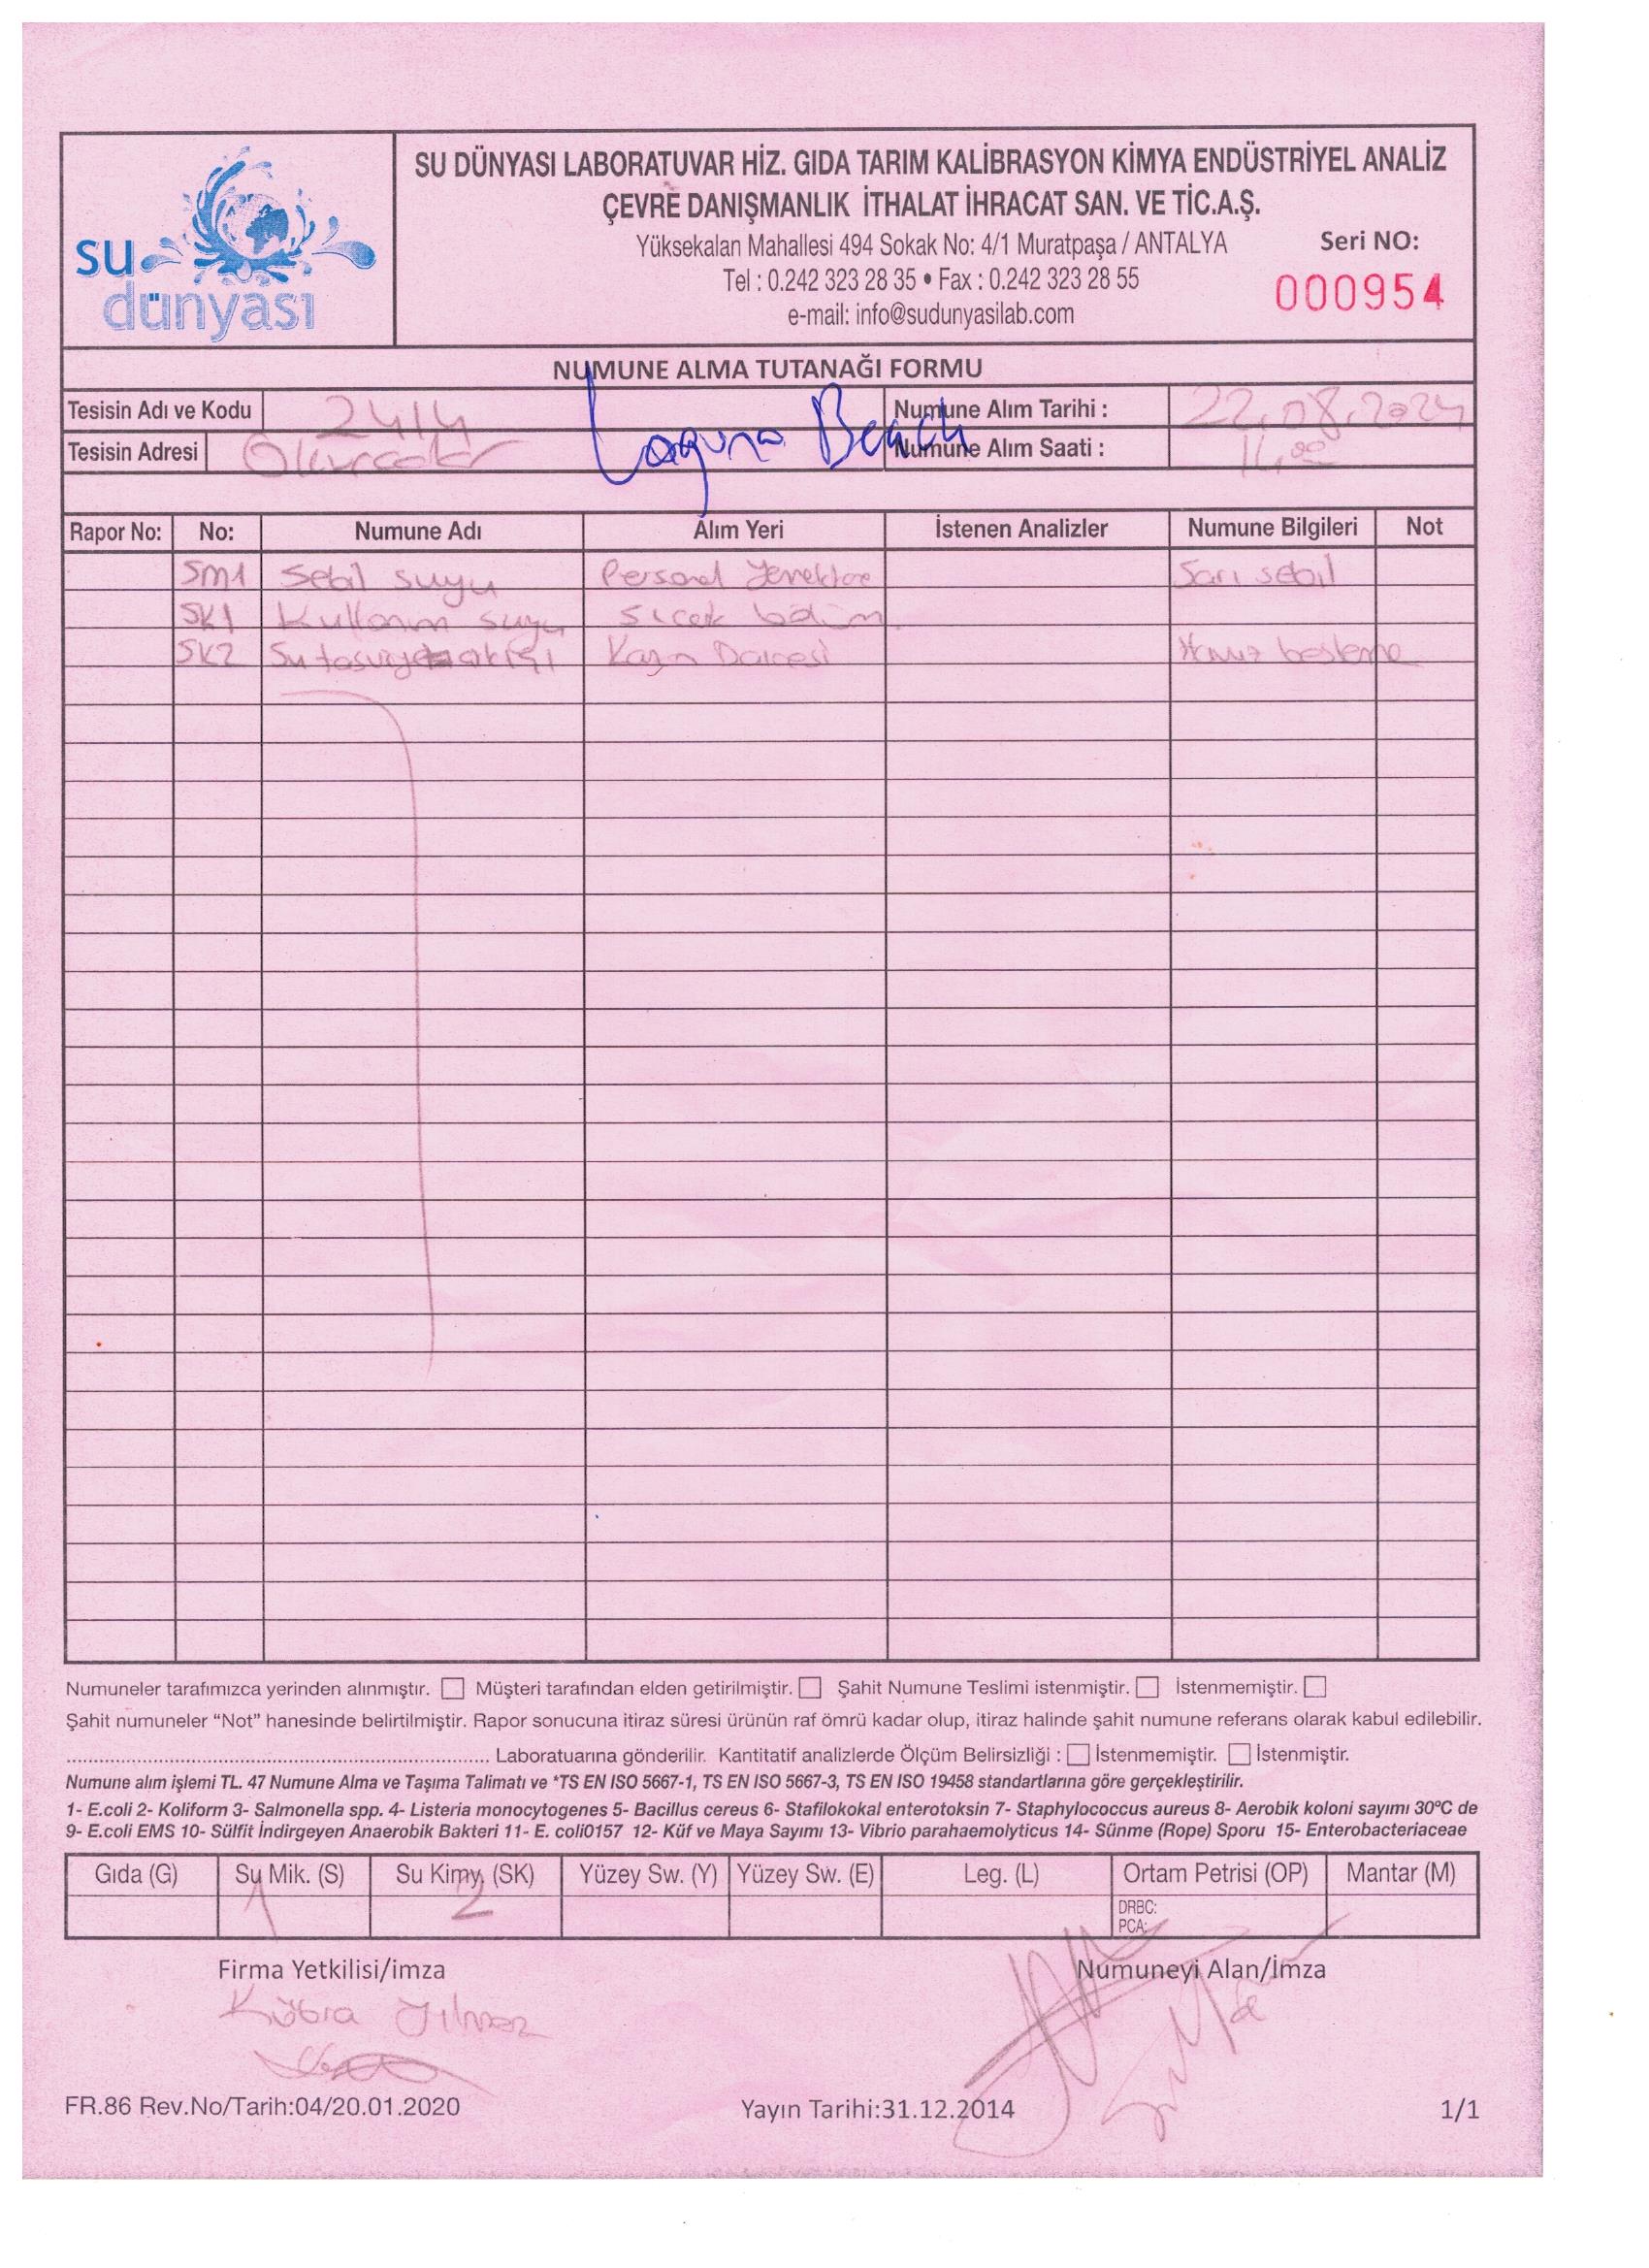 su
dünyası
SU DÜNYASI LABORATUVAR HİZ. GIDA TARIM KALİBRASYON KİMYA ENDÜSTRİYEL ANALİZ
ÇEVRE DANIŞMANLIK İTHALAT İHRACAT SAN. VE TİC.A.Ş.
Yüksekalan Mahallesi 494 Sokak No: 4/1 Muratpaşa / ANTALYA
Tel : 0.242 323 28 35 • Fax : 0.242 323 28 55
e-mail: info@sudunyasilab.com
Seri NO:
000954
NUMUNE ALMA TUTANAĞI FORMU
Tesisin Adı ve Kodu 2414 Laguna Beach Numune Alım Tarihi : 22.08.2024
Tesisin Adresi Numune Alım Saati :
Rapor No: No: Numune Adı Alım Yeri İstenen Analizler Numune Bilgileri Not
SM1 Sebil suyu Personel Yemekhane Sarı sebil
SK1 Kullanım suyu Sıcak bölüm
SK2 Su tasviye Kazan Dairesi Havuz besleme
Numuneler tarafımızca yerinden alınmıştır. Müşteri tarafından elden getirilmiştir. Şahit Numune Teslimi istenmiştir. İstenmemiştir.
Şahit numuneler “Not” hanesinde belirtilmiştir. Rapor sonucuna itiraz süresi ürünün raf ömrü kadar olup, itiraz halinde şahit numune referans olarak kabul edilebilir.
.......................................................................................... Laboratuarına gönderilir. Kantitatif analizlerde Ölçüm Belirsizliği : İstenmemiştir. İstenmiştir.
Numune alım işlemi TL. 47 Numune Alma ve Taşıma Talimatı ve *TS EN ISO 5667-1, TS EN ISO 5667-3, TS EN ISO 19458 standartlarına göre gerçekleştirilir.
1- E.coli 2- Koliform 3- Salmonella spp. 4- Listeria monocytogenes 5- Bacillus cereus 6- Stafilokokal enterotoksin 7- Staphylococcus aureus 8- Aerobik koloni sayımı 30ºC de
9- E.coli EMS 10- Sülfit İndirgeyen Anaerobik Bakteri 11- E. coli0157 12- Küf ve Maya Sayımı 13- Vibrio parahaemolyticus 14- Sünme (Rope) Sporu 15- Enterobacteriaceae
Gıda (G) Su Mik. (S) Su Kimy. (SK) Yüzey Sw. (Y) Yüzey Sw. (E) Leg. (L) Ortam Petrisi (OP) Mantar (M)
1 2 DRBC:
PCA:
Firma Yetkilisi/imza Numuneyi Alan/İmza
Kübra Yılmaz
FR.86 Rev.No/Tarih:04/20.01.2020 Yayın Tarihi:31.12.2014 1/1